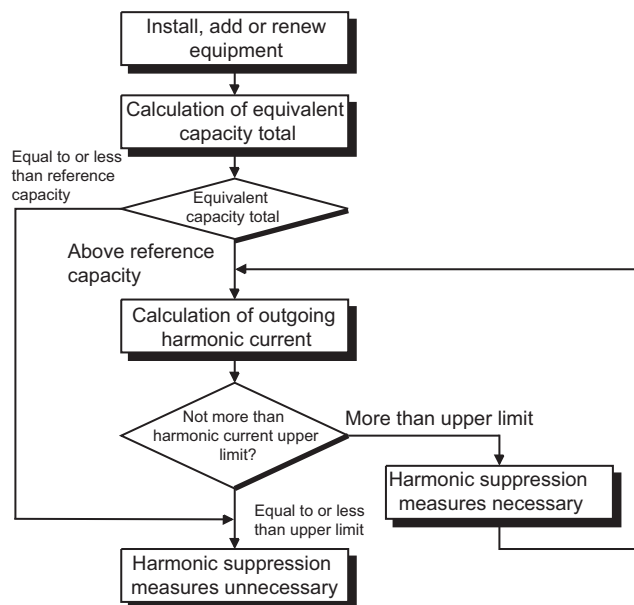 Install, add or renew
equipment
Calculation of equivalent
capacity total
Equal to or less
than reference
capacity
Equivalent
capacity total
Above reference
capacity
Calculation of outgoing
harmonic current
Not more than
harmonic current upper
limit?
More than upper limit
Harmonic suppression
measures necessary
Equal to or less
than upper limit
Harmonic suppression
measures unnecessary